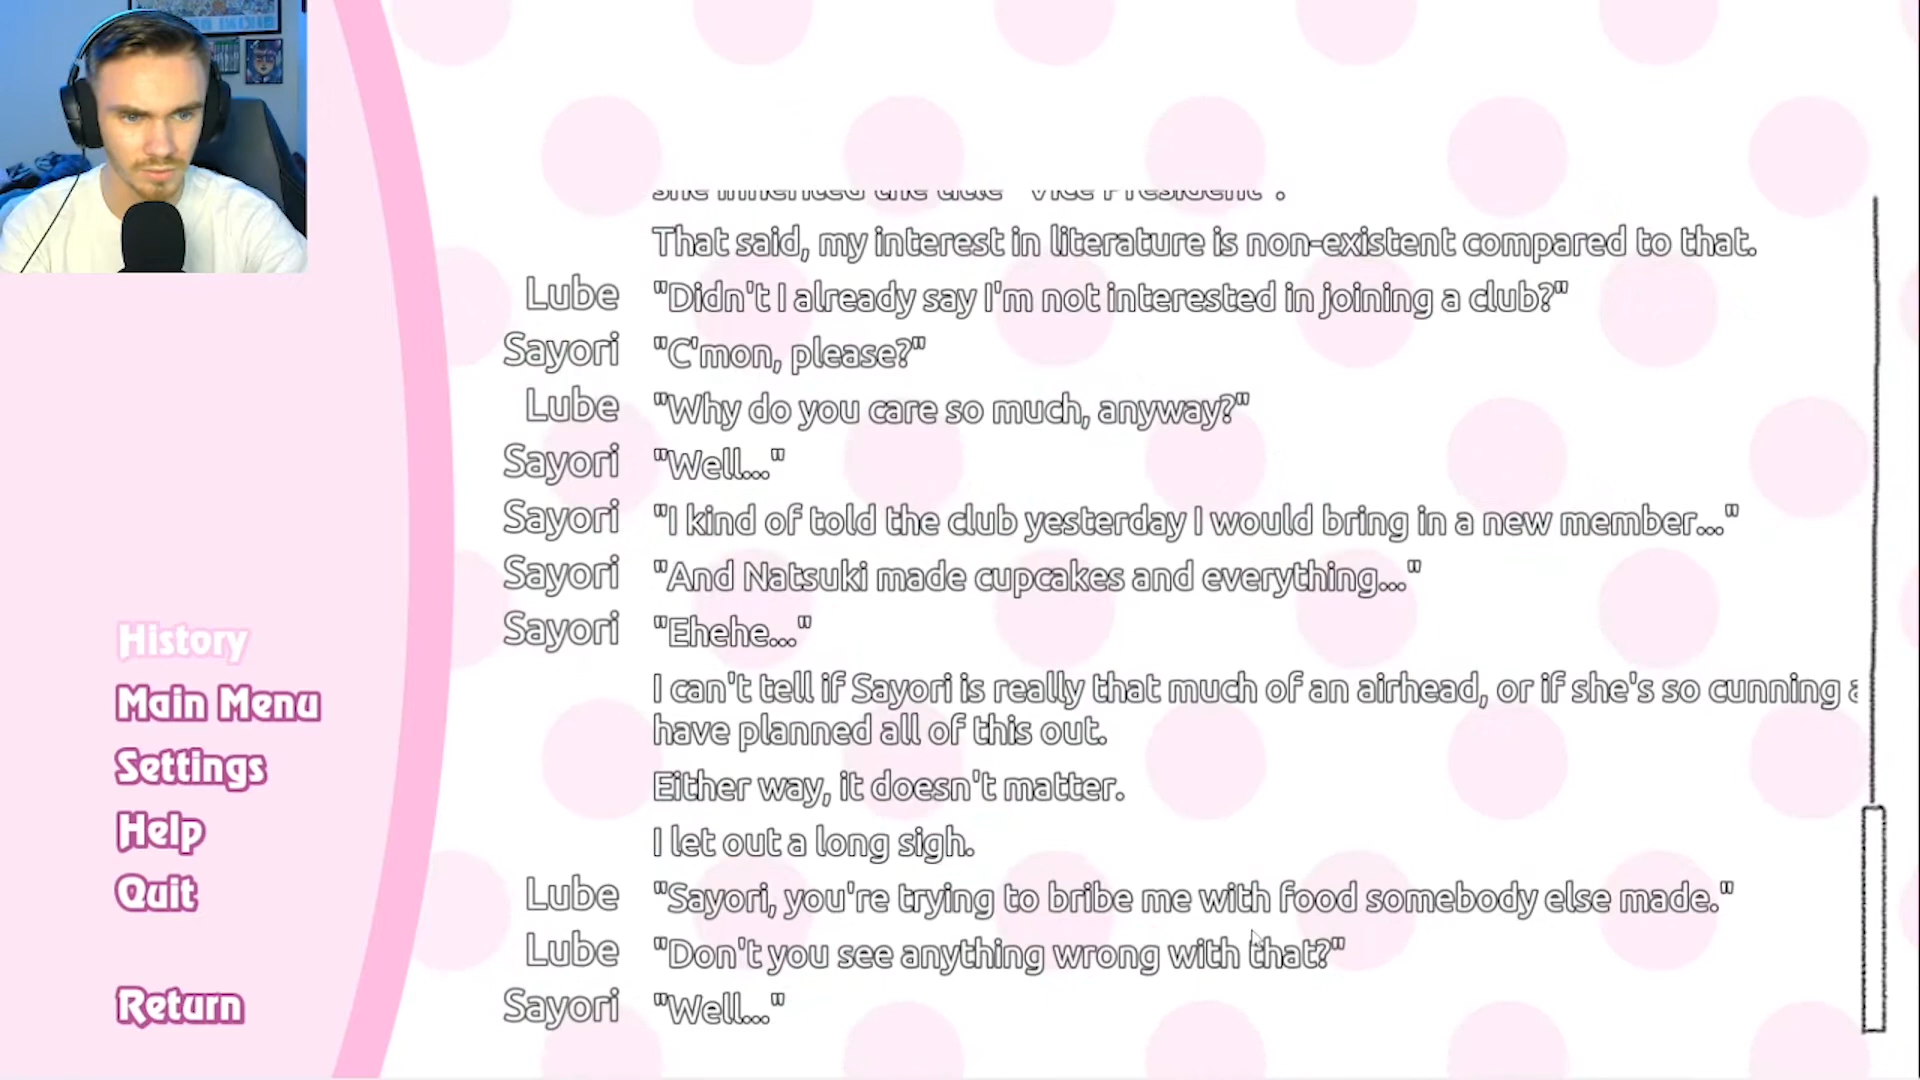 she inherited the title "Vice President".
That said, my interest in literature is non-existent compared to that.
Lube "Didn't I already say I'm not interested in joining a club?"
Sayori "C'mon, please?"
Lube "Why do you care so much, anyway?"
Sayori "Well..."
Sayori "I kind of told the club yesterday I would bring in a new member..."
Sayori "And Natsuki made cupcakes and everything..."
Sayori "Ehehe..."
I can't tell if Sayori is really that much of an airhead, or if she's so cunning
have planned all of this out.
Either way, it doesn't matter.
I let out a long sigh.
Lube "Sayori, you're trying to bribe me with food somebody else made."
Lube "Don't you see anything wrong with that?"
Sayori "Well..."
History
Main Menu
Settings
Help
Quit
Return